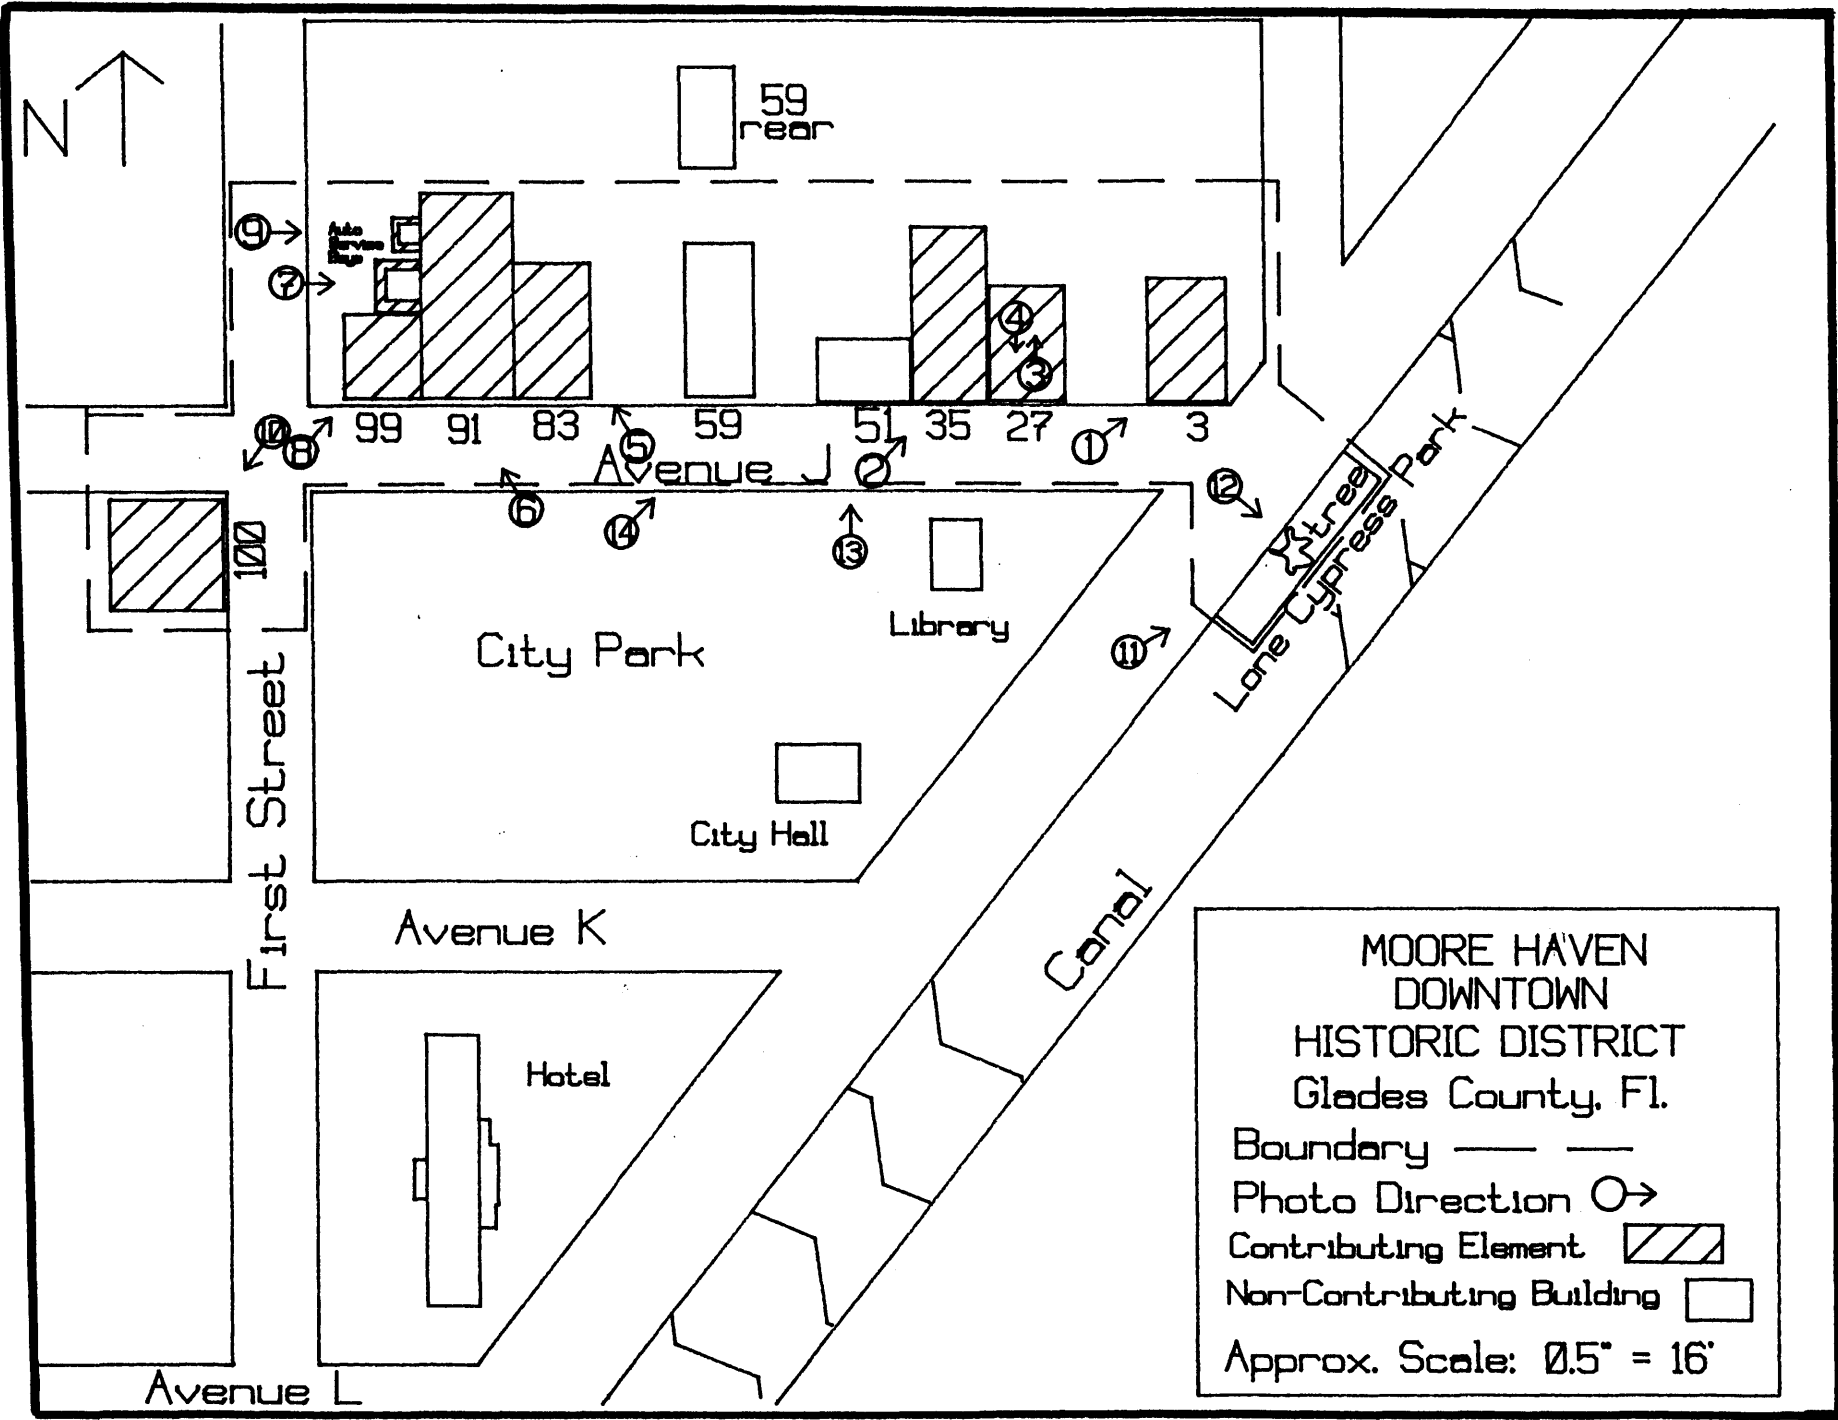 N
59
rear
9
Auto
Service
Bays
7
4
3
10
8
99
91
83
5
59
51
35
27
1
3
Avenue J
2
6
14
13
12
tree
Lone Cypress Park
100
Library
11
City Park
First Street
City Hall
Avenue K
Canal
Hotel
Avenue L
MOORE HAVEN
DOWNTOWN
HISTORIC DISTRICT
Glades County, Fl.
Boundary
Photo Direction
Contributing Element
Non-Contributing Building
Approx. Scale: 0.5" = 16'